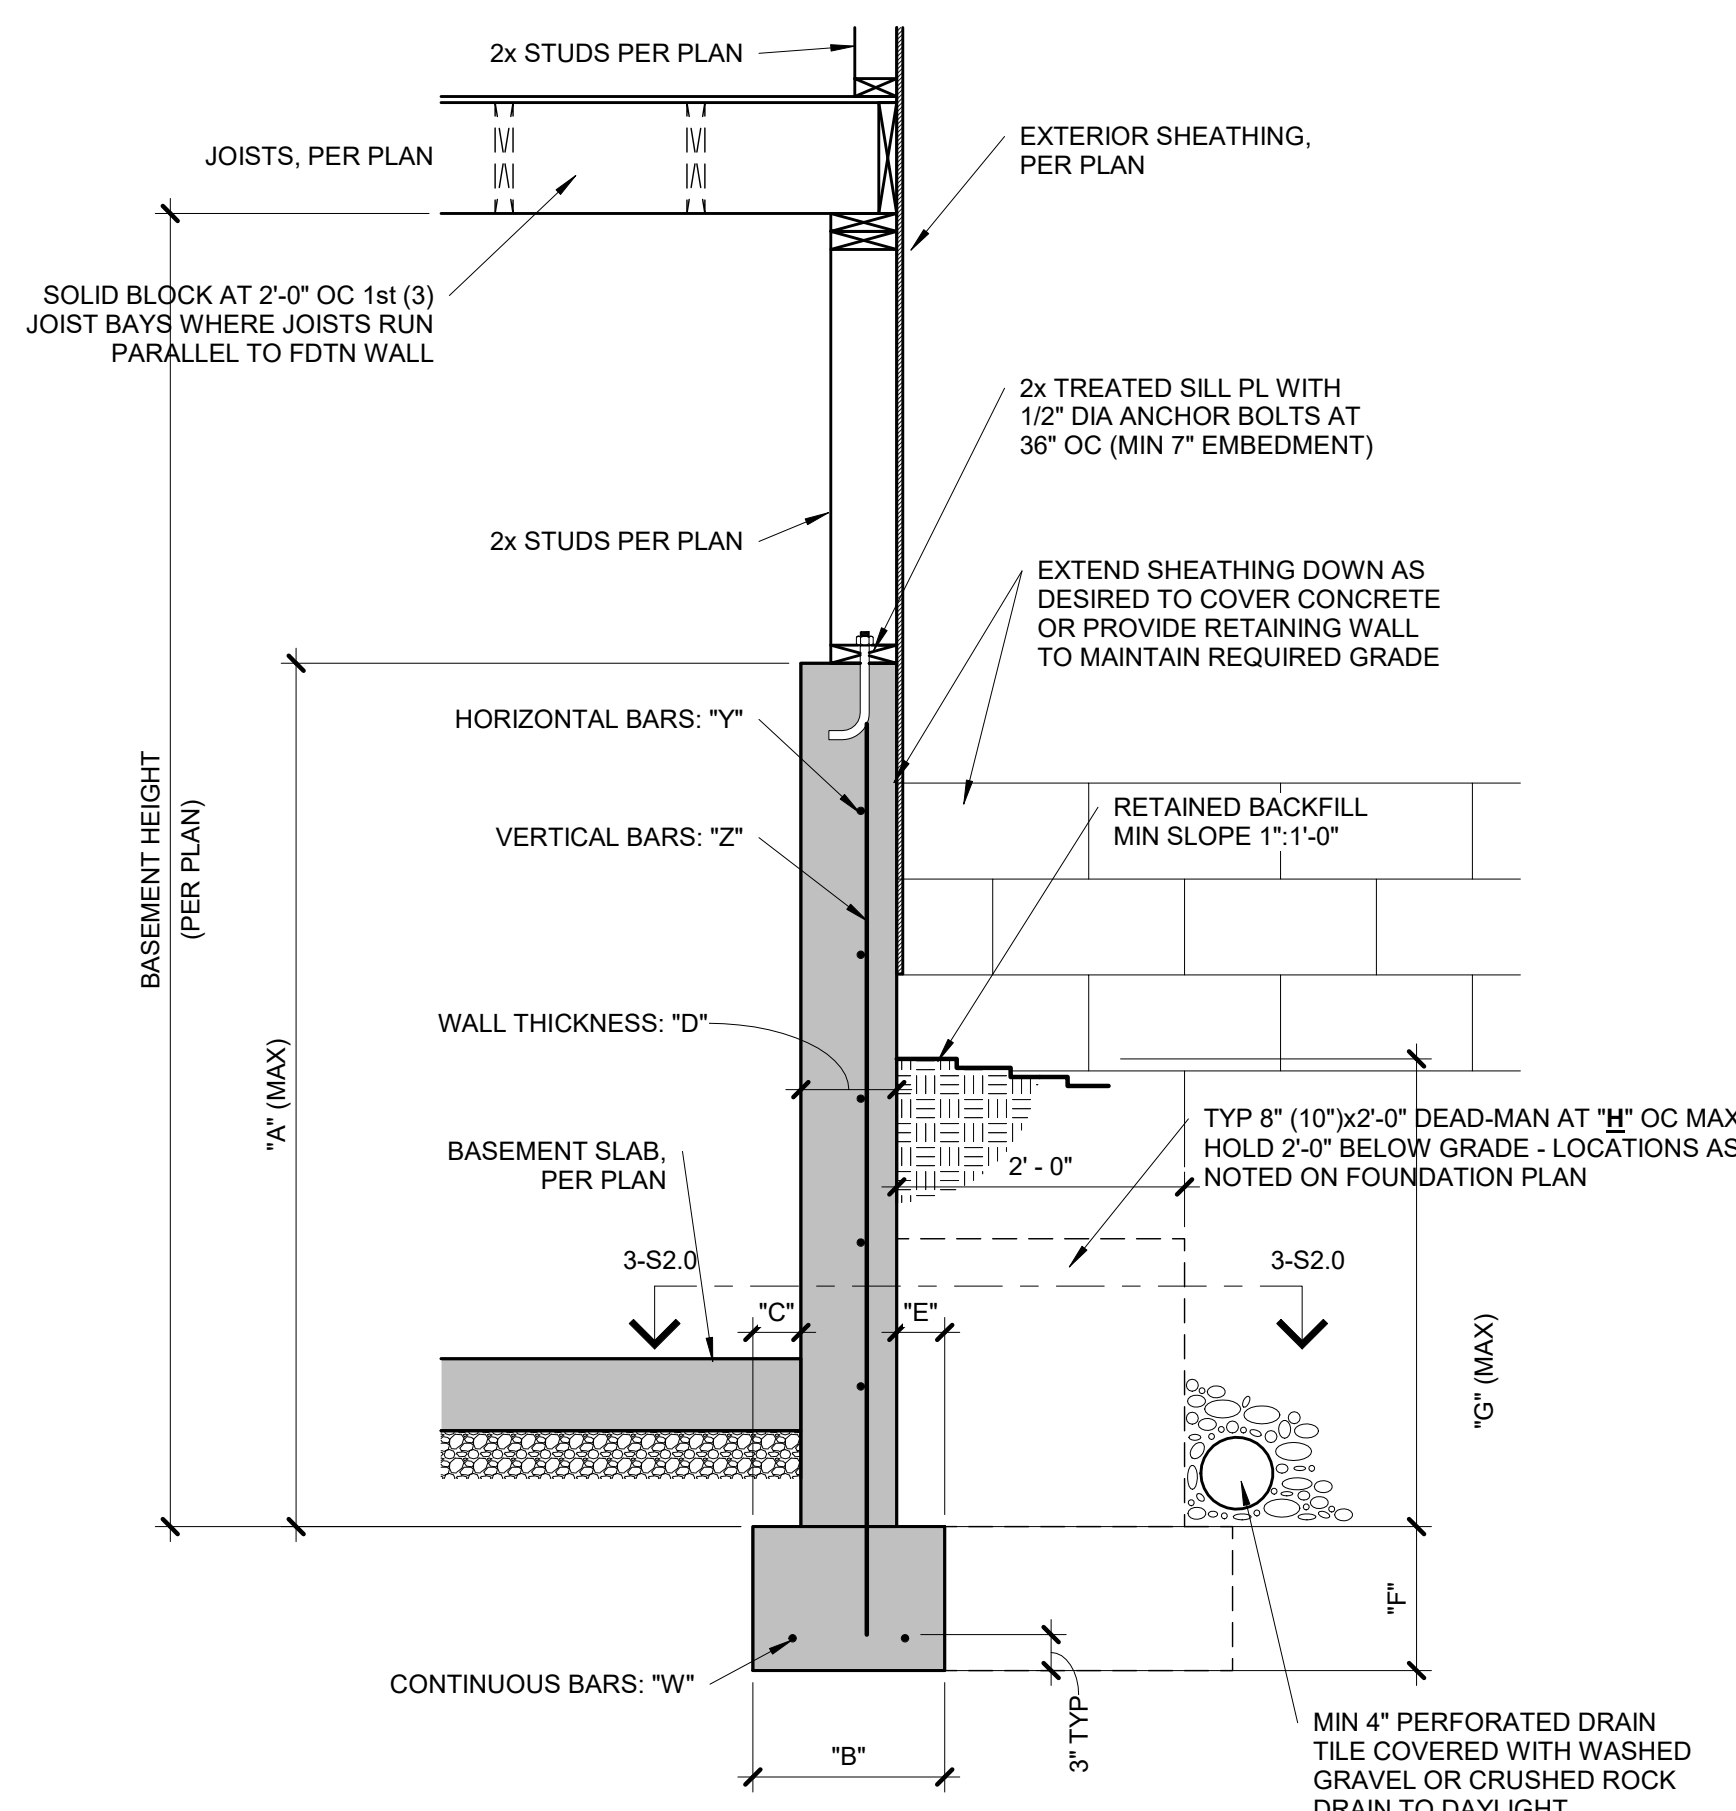 2x STUDS PER PLAN
JOISTS, PER PLAN
EXTERIOR SHEATHING,
PER PLAN
SOLID BLOCK AT 2'-0" OC 1st (3)
JOIST BAYS WHERE JOISTS RUN
PARALLEL TO FDTN WALL
2x TREATED SILL PL WITH
1/2" DIA ANCHOR BOLTS AT
36" OC (MIN 7" EMBEDMENT)
2x STUDS PER PLAN
EXTEND SHEATHING DOWN AS
DESIRED TO COVER CONCRETE
OR PROVIDE RETAINING WALL
TO MAINTAIN REQUIRED GRADE
HORIZONTAL BARS: "Y"
BASEMENT HEIGHT
(PER PLAN)
VERTICAL BARS: "Z"
RETAINED BACKFILL
MIN SLOPE 1":1'-0"
WALL THICKNESS: "D"
"A" (MAX)
TYP 8" (10")x2'-0" DEAD-MAN AT "H" OC MAX
HOLD 2'-0" BELOW GRADE - LOCATIONS AS
NOTED ON FOUNDATION PLAN
BASEMENT SLAB,
PER PLAN
2' - 0"
3-S2.0
3-S2.0
"C"
"E"
"G" (MAX)
"F"
CONTINUOUS BARS: "W"
3" TYP
"B"
MIN 4" PERFORATED DRAIN
TILE COVERED WITH WASHED
GRAVEL OR CRUSHED ROCK
DRAIN TO DAYLIGHT